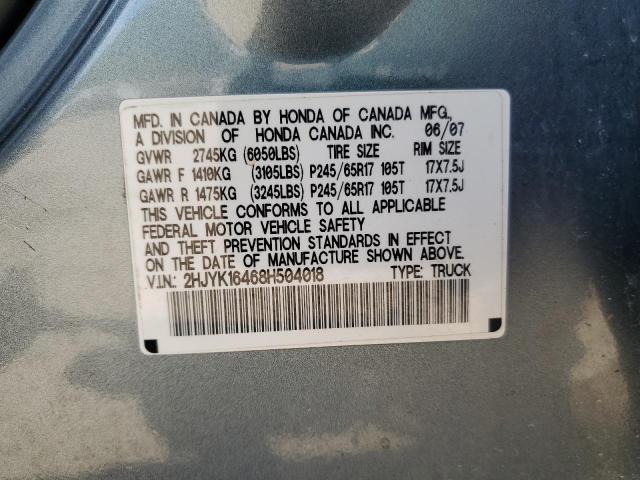 MFD. IN CANADA BY HONDA OF CANADA MFG.,
A DIVISION OF HONDA CANADA INC. 06/07
GVWR 2745KG (6050LBS) TIRE SIZE RIM SIZE
GAWR F 1410KG (3105LBS) P245/65R17 105T 17X7.5J
GAWR R 1475KG (3245LBS) P245/65R17 105T 17X7.5J
THIS VEHICLE CONFORMS TO ALL APPLICABLE
FEDERAL MOTOR VEHICLE SAFETY
AND THEFT PREVENTION STANDARDS IN EFFECT
ON THE DATE OF MANUFACTURE SHOWN ABOVE.
V.I.N.: 2HJYK16468H504018 TYPE: TRUCK